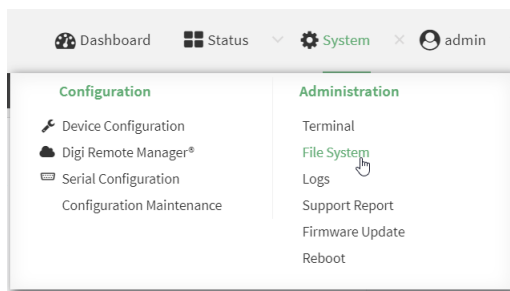 Dashboard Status System admin
Configuration
Device Configuration
Digi Remote Manager®
Serial Configuration
Configuration Maintenance
Administration
Terminal
File System
Logs
Support Report
Firmware Update
Reboot